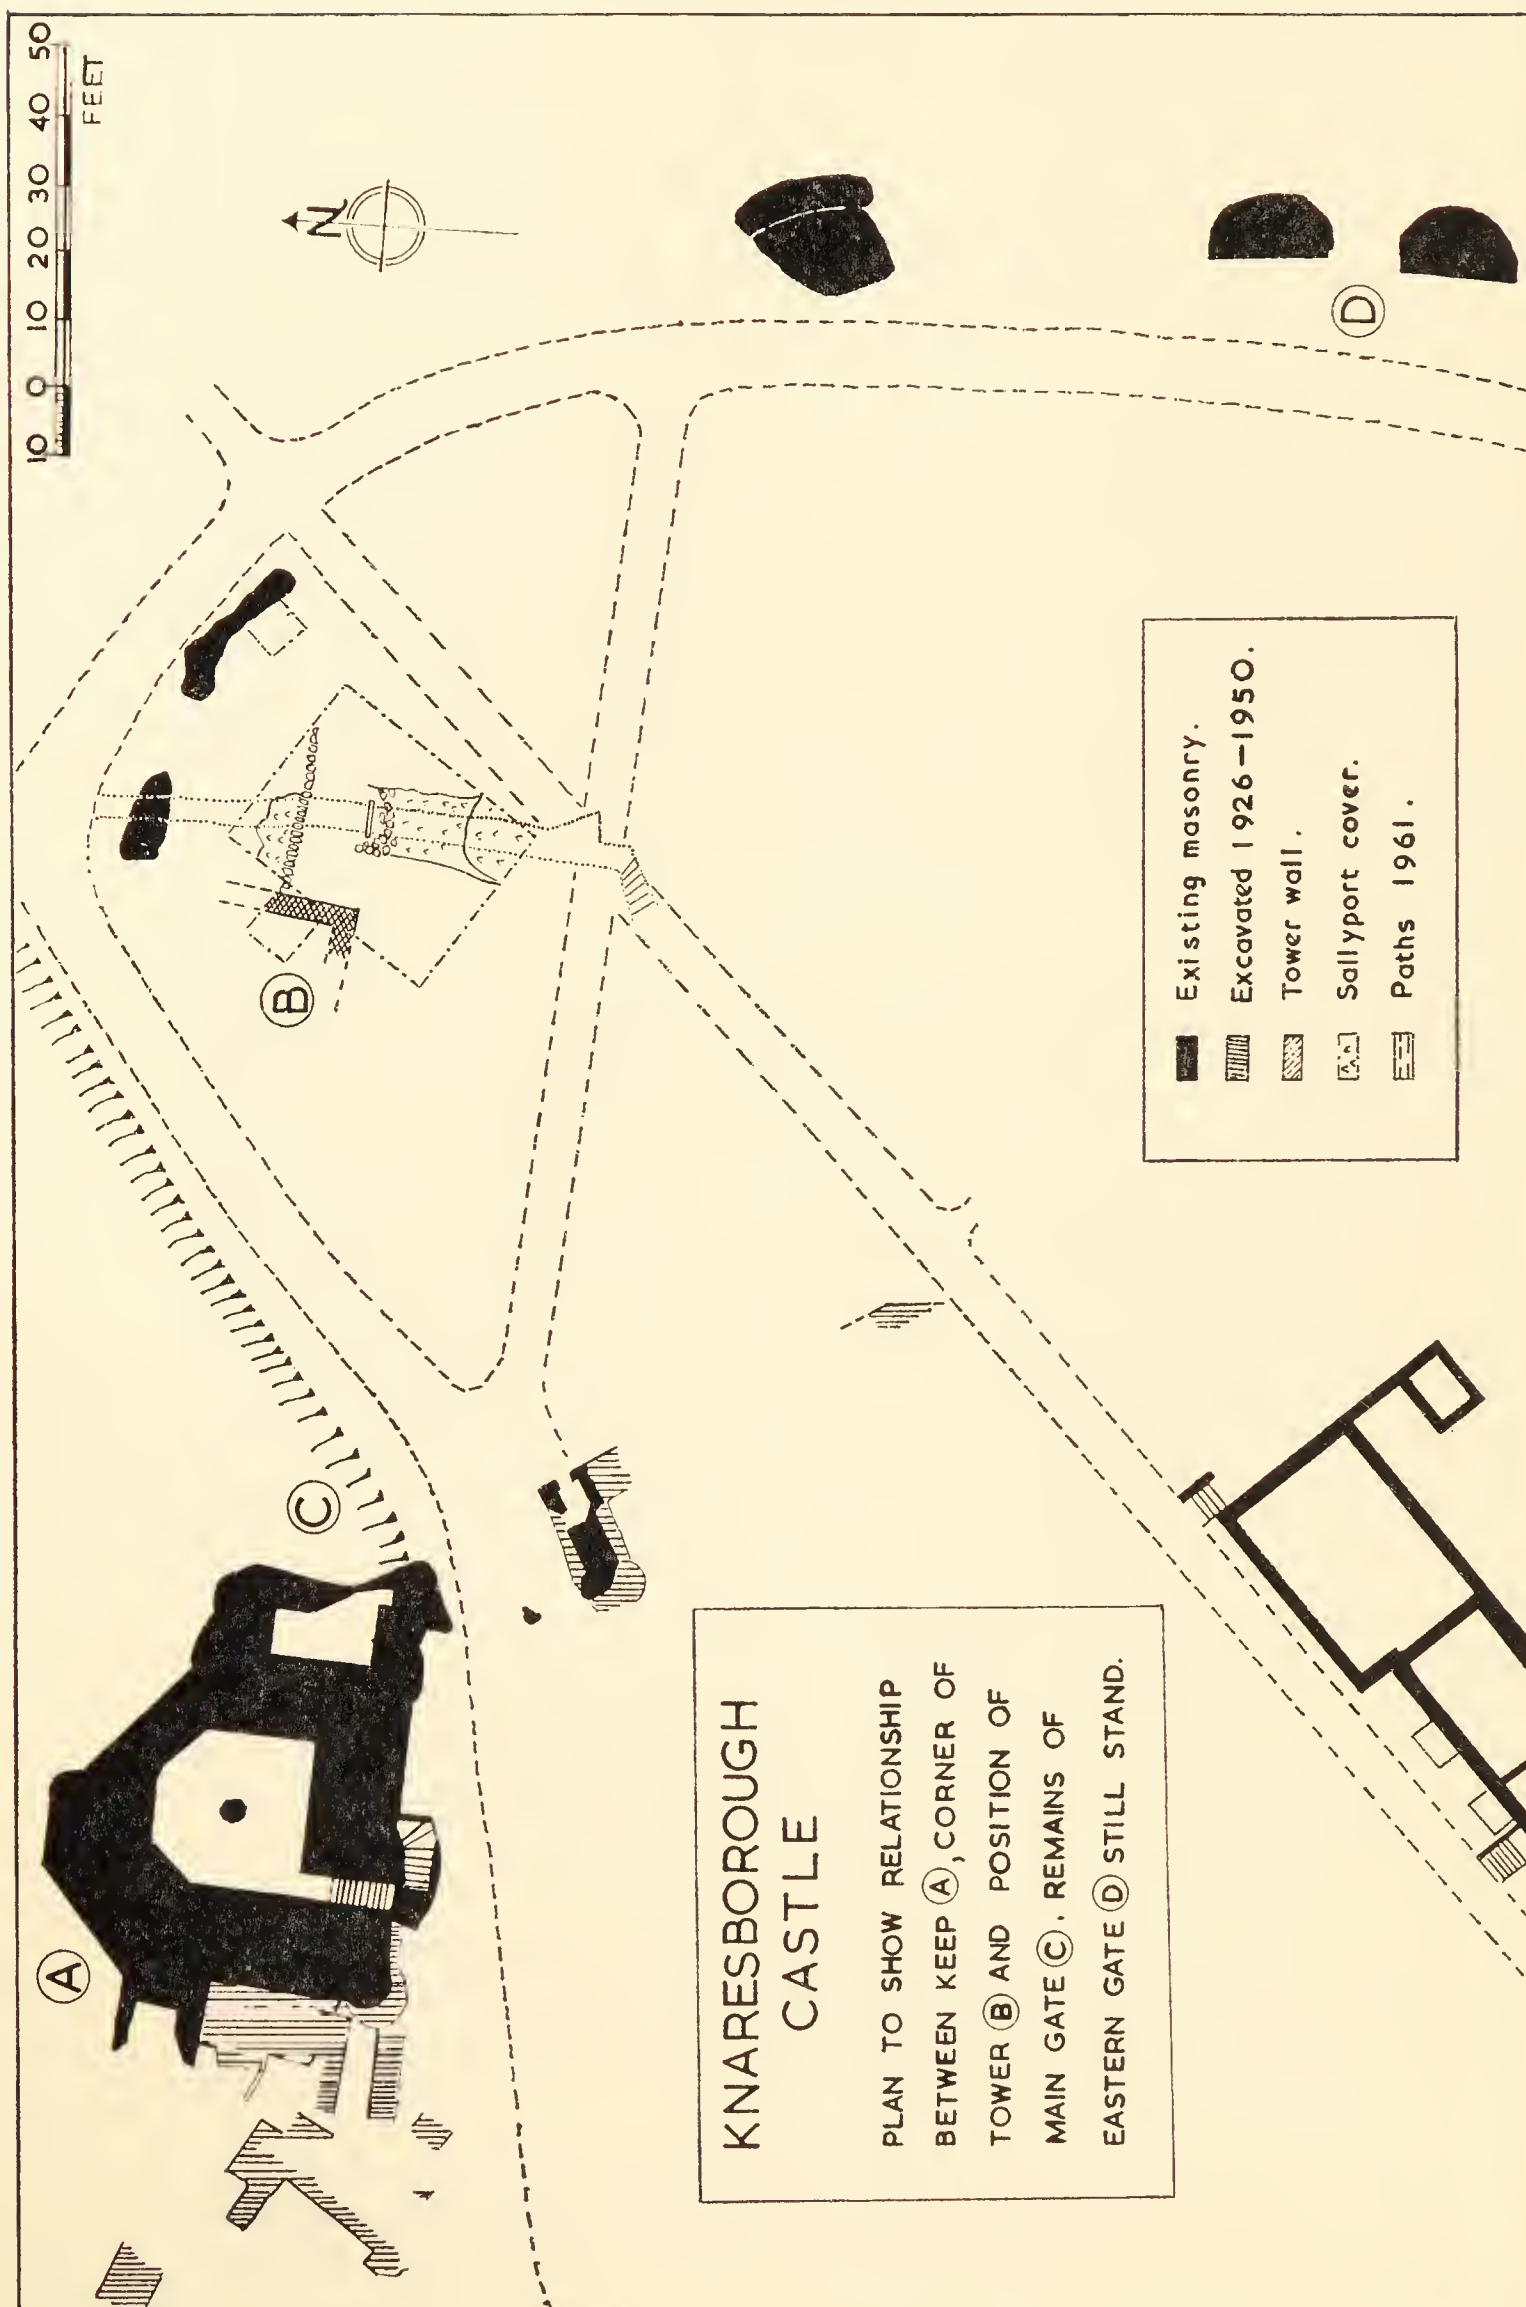 KNARESBOROUGH
CASTLE
PLAN TO SHOW RELATIONSHIP
BETWEEN KEEP A, CORNER OF
TOWER B AND POSITION OF
MAIN GATE C. REMAINS OF
EASTERN GATE D STILL STAND.
A
B
C
D
N
10 0 10 20 30 40 50
FEET
Existing masonry.
Excavated 1926-1950.
Tower wall.
Sallyport cover.
Paths 1961.